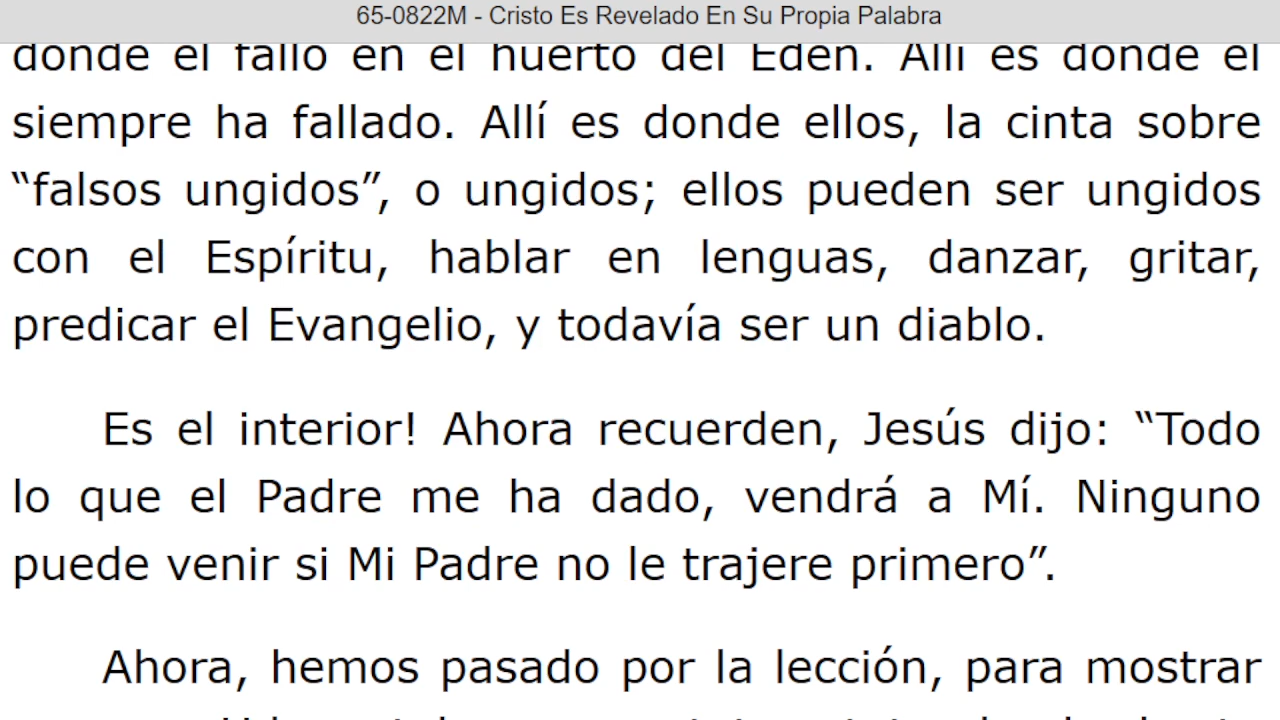 65-0822M - Cristo Es Revelado En Su Propia Palabra
donde él falló en el huerto del Edén. Allí es donde él
siempre ha fallado. Allí es donde ellos, la cinta sobre
“falsos ungidos”, o ungidos; ellos pueden ser ungidos
con el Espíritu, hablar en lenguas, danzar, gritar,
predicar el Evangelio, y todavía ser un diablo.
Es el interior! Ahora recuerden, Jesús dijo: “Todo
lo que el Padre me ha dado, vendrá a Mí. Ninguno
puede venir si Mi Padre no le trajere primero”.
Ahora, hemos pasado por la lección, para mostrar